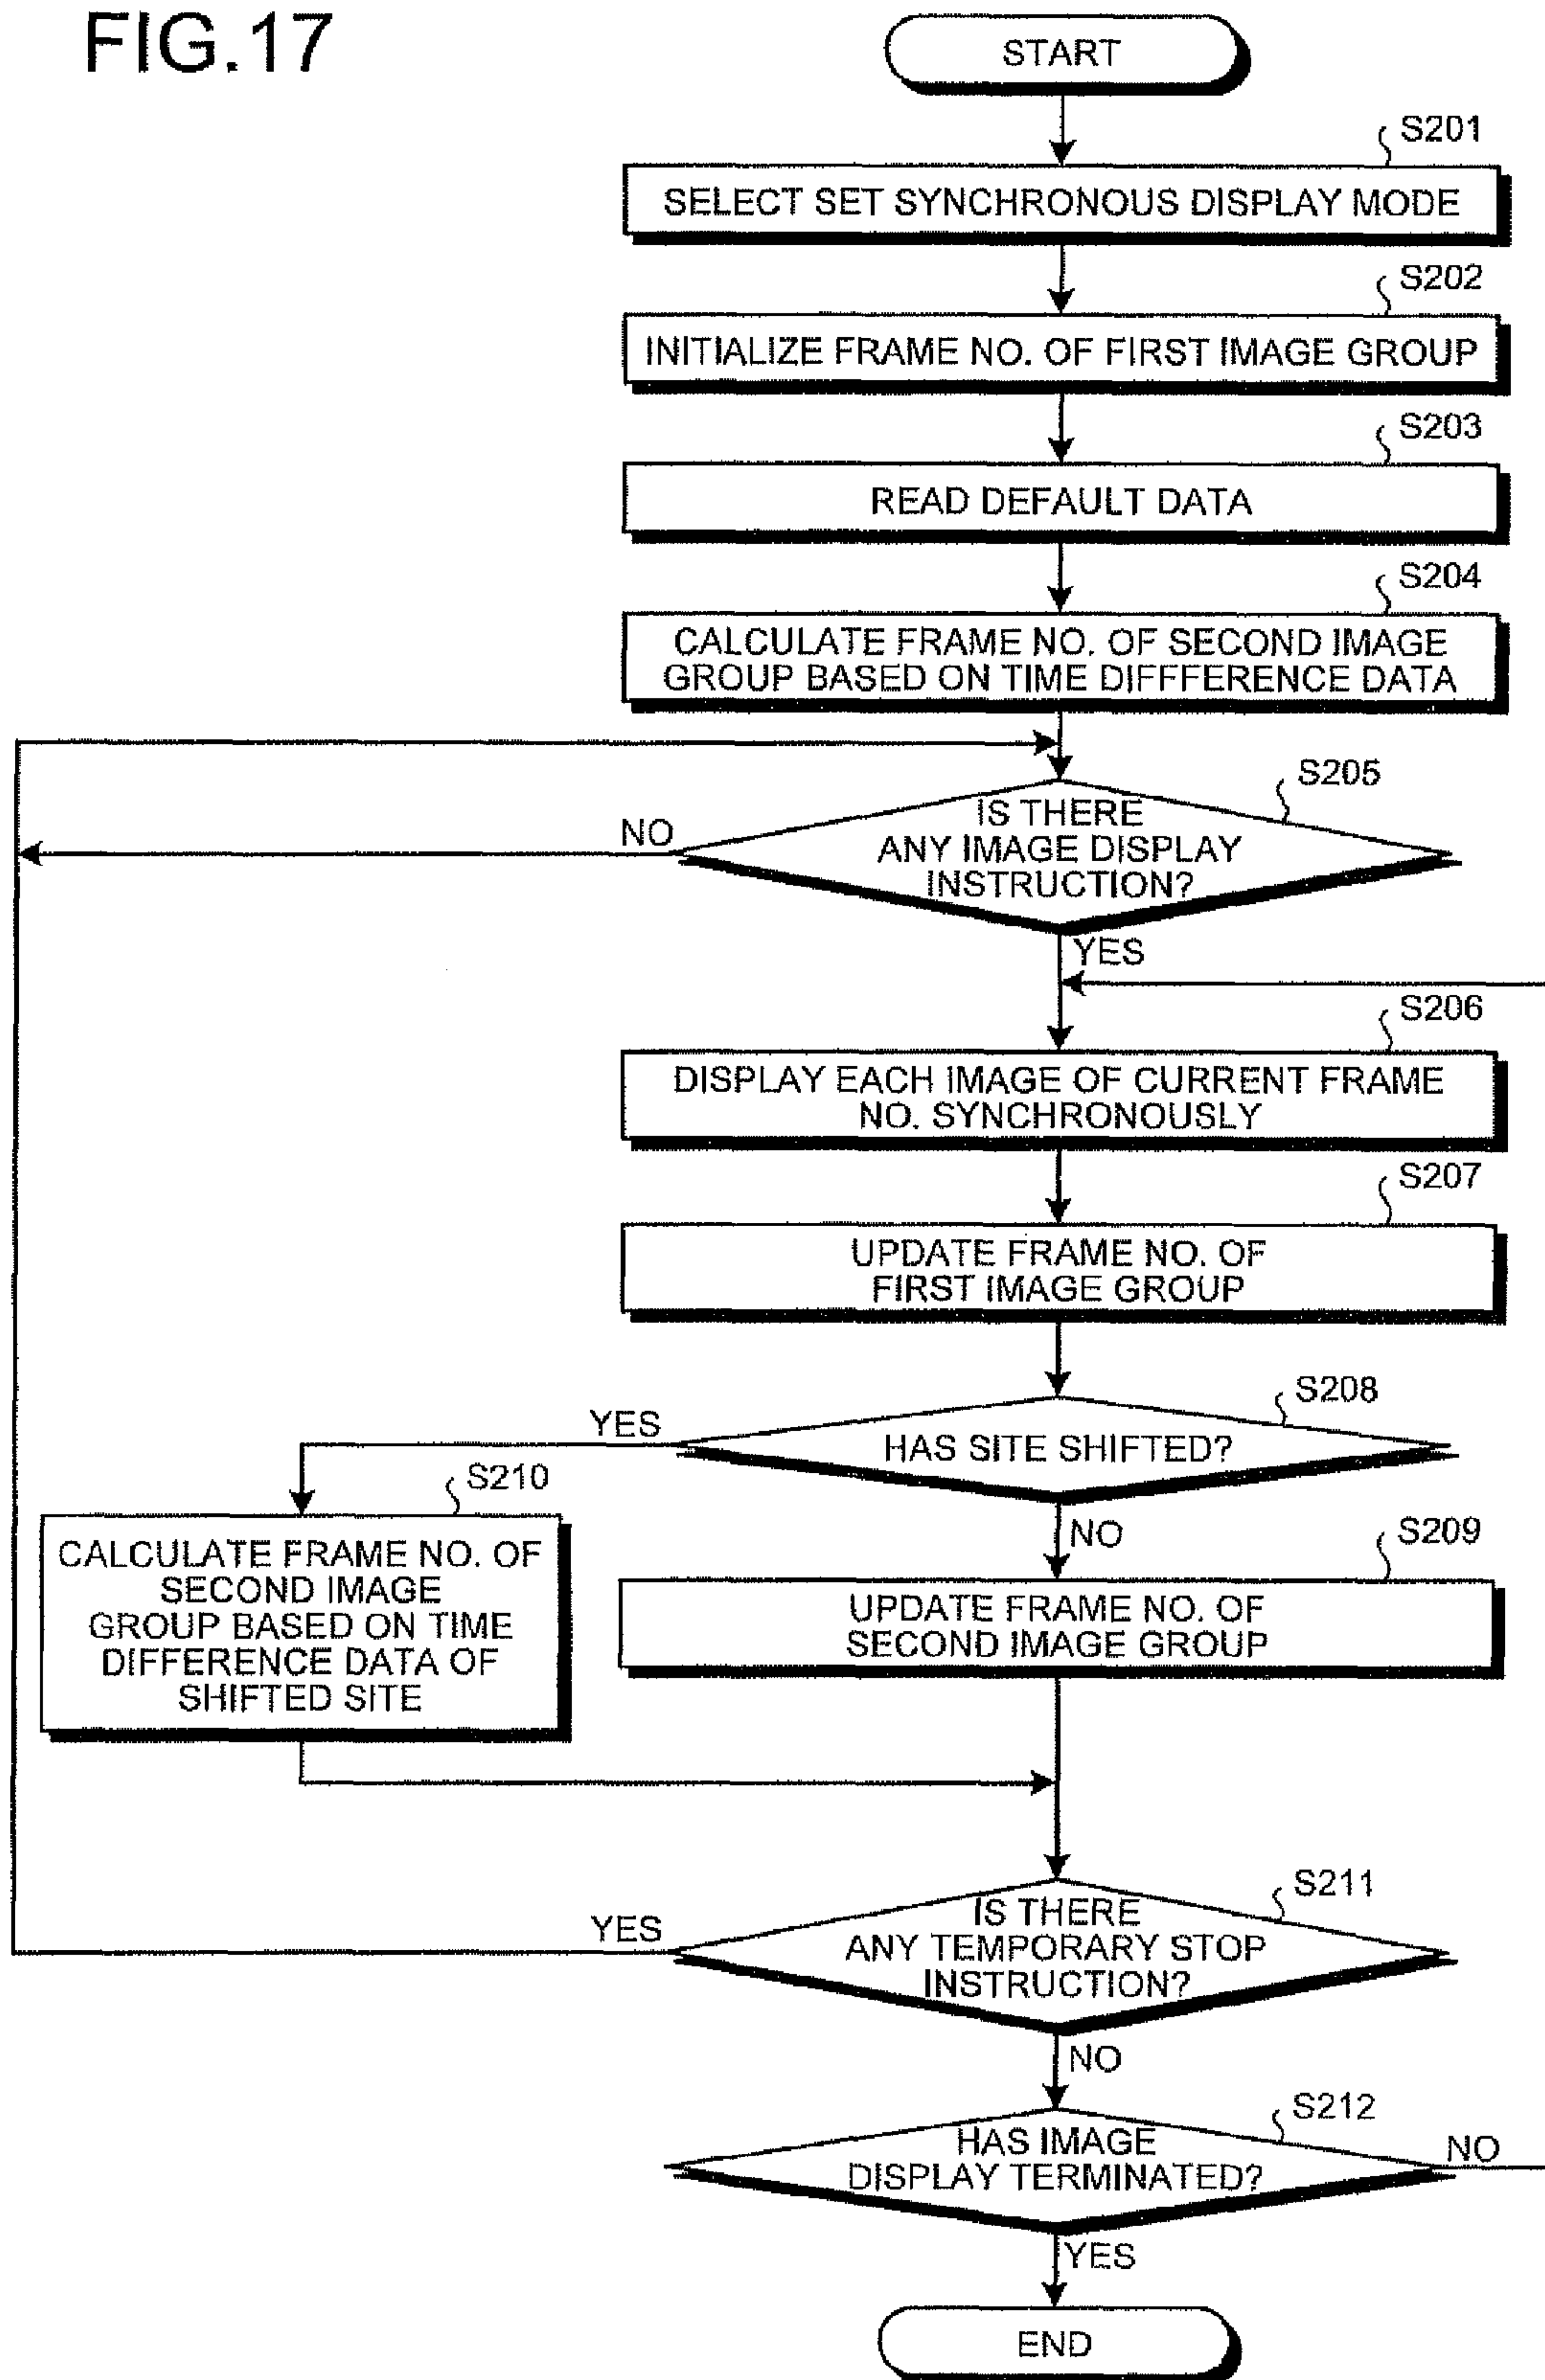 FIG.17
START
S201
SELECT SET SYNCHRONOUS DISPLAY MODE
S202
INITIALIZE FRAME NO. OF FIRST IMAGE GROUP
S203
READ DEFAULT DATA
S204
CALCULATE FRAME NO. OF SECOND IMAGE
GROUP BASED ON TIME DIFFFERENCE DATA
S205
IS THERE
ANY IMAGE DISPLAY
INSTRUCTION?
NO
YES
S206
DISPLAY EACH IMAGE OF CURRENT FRAME
NO. SYNCHRONOUSLY
S207
UPDATE FRAME NO. OF
FIRST IMAGE GROUP
S208
HAS SITE SHIFTED?
YES
NO
S210
CALCULATE FRAME NO. OF
SECOND IMAGE
GROUP BASED ON TIME
DIFFERENCE DATA OF
SHIFTED SITE
S209
UPDATE FRAME NO. OF
SECOND IMAGE GROUP
S211
IS THERE
ANY TEMPORARY STOP
INSTRUCTION?
YES
NO
S212
HAS IMAGE
DISPLAY TERMINATED?
NO
YES
END